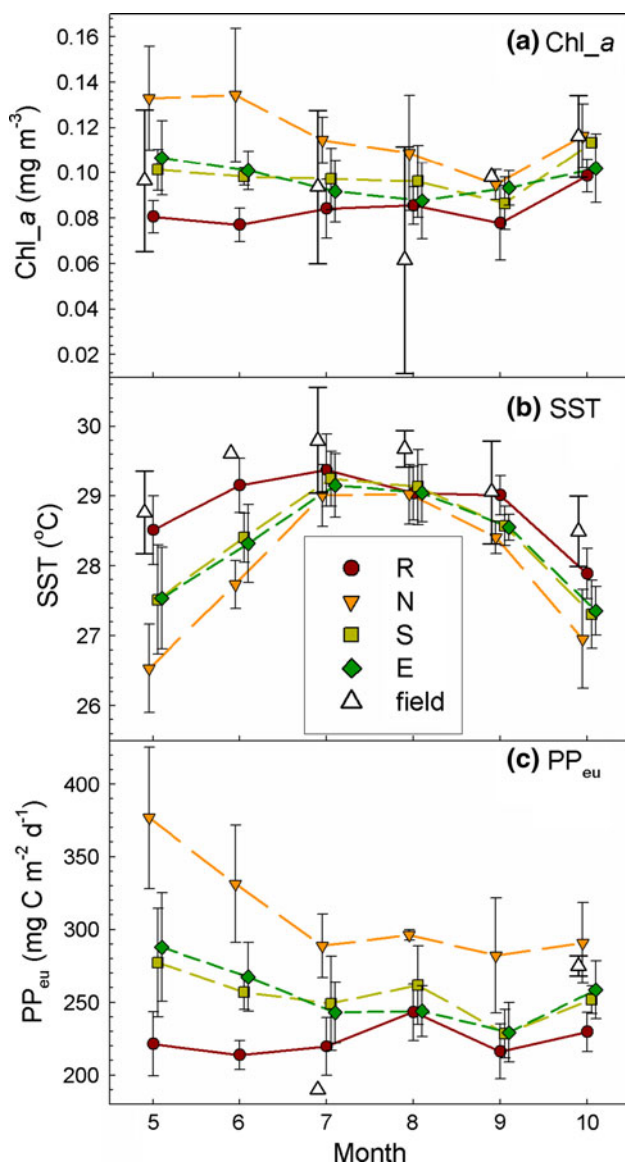 (a) Chl_a
Chl_a (mg m⁻³)
0.16
0.14
0.12
0.10
0.08
0.06
0.04
0.02
(b) SST
SST (°C)
30
29
28
27
26
R
N
S
E
field
(c) PPeu
PPeu (mg C m⁻² d⁻¹)
400
350
300
250
200
5 6 7 8 9 10
Month